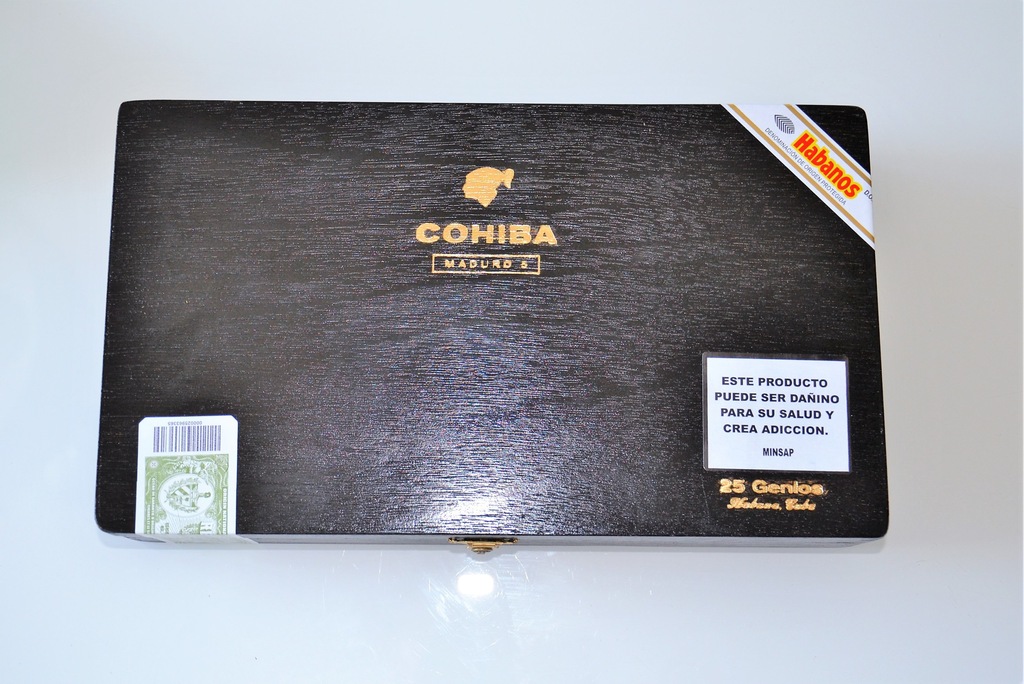 Habanos
DENOMINACIÓN DE ORIGEN PROTEGIDA
COHIBA
MADURO 5
ESTE PRODUCTO
PUEDE SER DAÑINO
PARA SU SALUD Y
CREA ADICCION.
MINSAP
25 Genios
Habana, Cuba